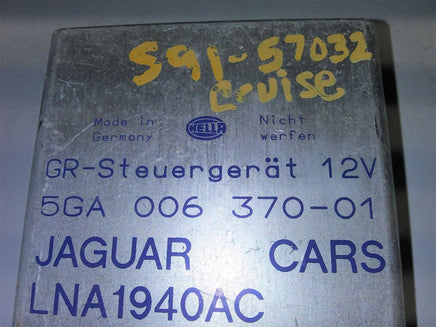 S91-57032
Cruise
Made in Germany
HELLA
Nicht werfen
GR-Steuergerät 12V
5GA 006 370-01
JAGUAR CARS
LNA1940AC